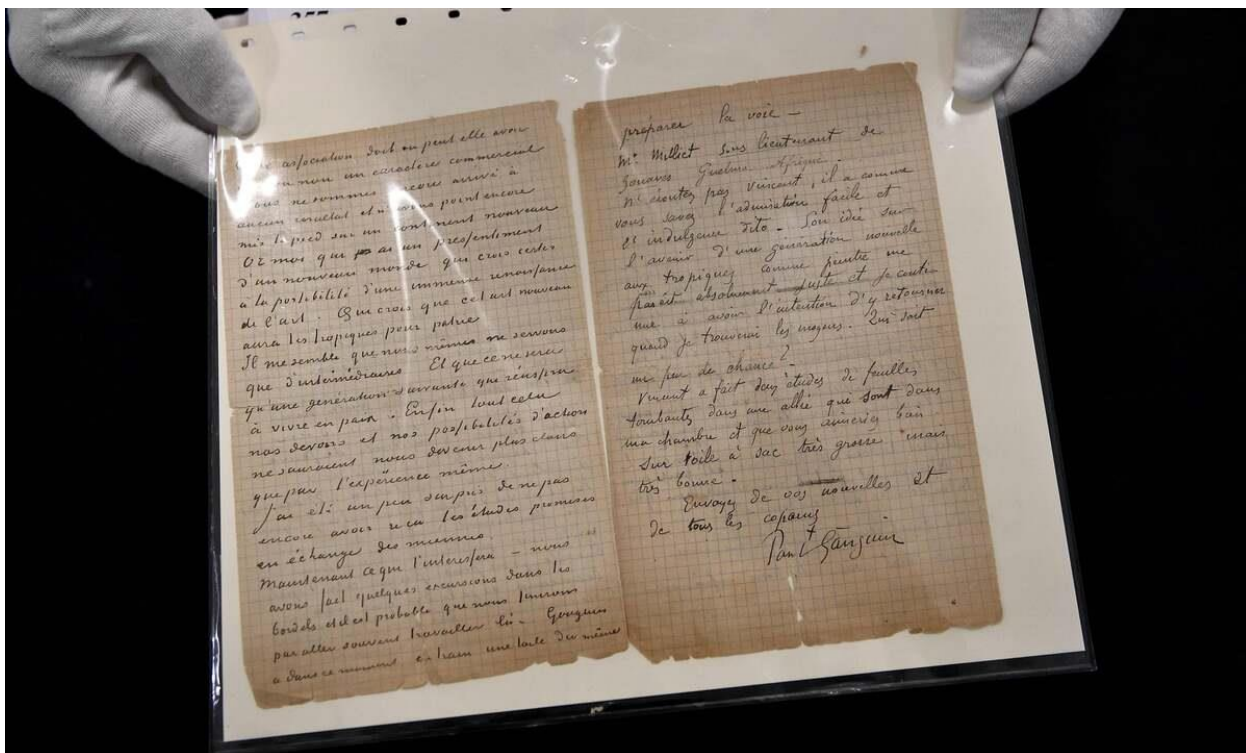 257
association doit ou peut elle avoir
ou non un caractère commercial
nous ne sommes encore arrivé à
aucun résultat et n'avons point encore
mis le pied sur un continent nouveau
Or moi qui ai un pressentiment
d'un nouveau monde qui crois certes
à la possibilité d'une immense renaissance
de l'art. Qui crois que cet art nouveau
aura les tropiques pour patrie
Il me semble que nous mêmes ne servons
que d'intermédiaires Et que ce ne sera
qu'une génération suivante qui réussira
à vivre en paix. Enfin tout cela
nos devoirs et nos possibilités d'action
ne sauraient nous devenir plus clairs
que par l'expérience même.
J'ai été un peu surpris de ne pas
encore avoir reçu les études promises
en échange des miennes.
Maintenant ce que t'interessera – nous
avons fait quelques excursions dans les
bordels et il est probable que nous finirons
par aller souvent travailler là. Gauguin
a dans ce moment en train une toile du même
préparer la voie –
Mr Milliet sous lieutenant de
Zouaves Guelma Afrique.
N'écoutez pas Vincent, il a comme
vous savez l'admiration facile et
l'indulgence dito. Son idée sur
l'avenir d'une génération nouvelle
aux tropiques comme peintre me
parait absolument juste et je conti
nue à avoir l'intention d'y retourner
quand je trouverai les moyens. Qui sait
un peu de chance?
Vincent a fait deux études de feuilles
tombantes dans une allée qui sont dans
ma chambre et que vous aimeriez bien
Sur toile à sac très grosse mais
très bonne.
Envoyez de vos nouvelles et
de tous les copains
Paul Gauguin